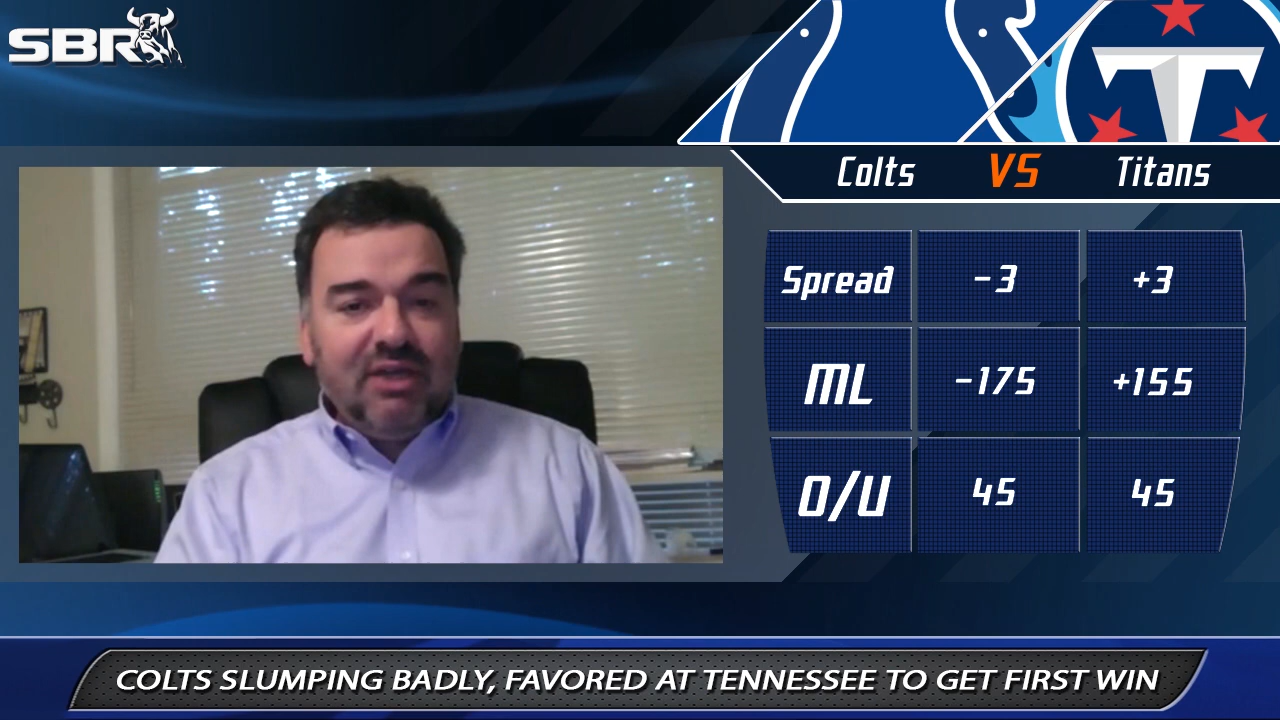 SBR
Colts VS Titans
Spread -3 +3
ML -175 +155
O/U 45 45
COLTS SLUMPING BADLY, FAVORED AT TENNESSEE TO GET FIRST WIN